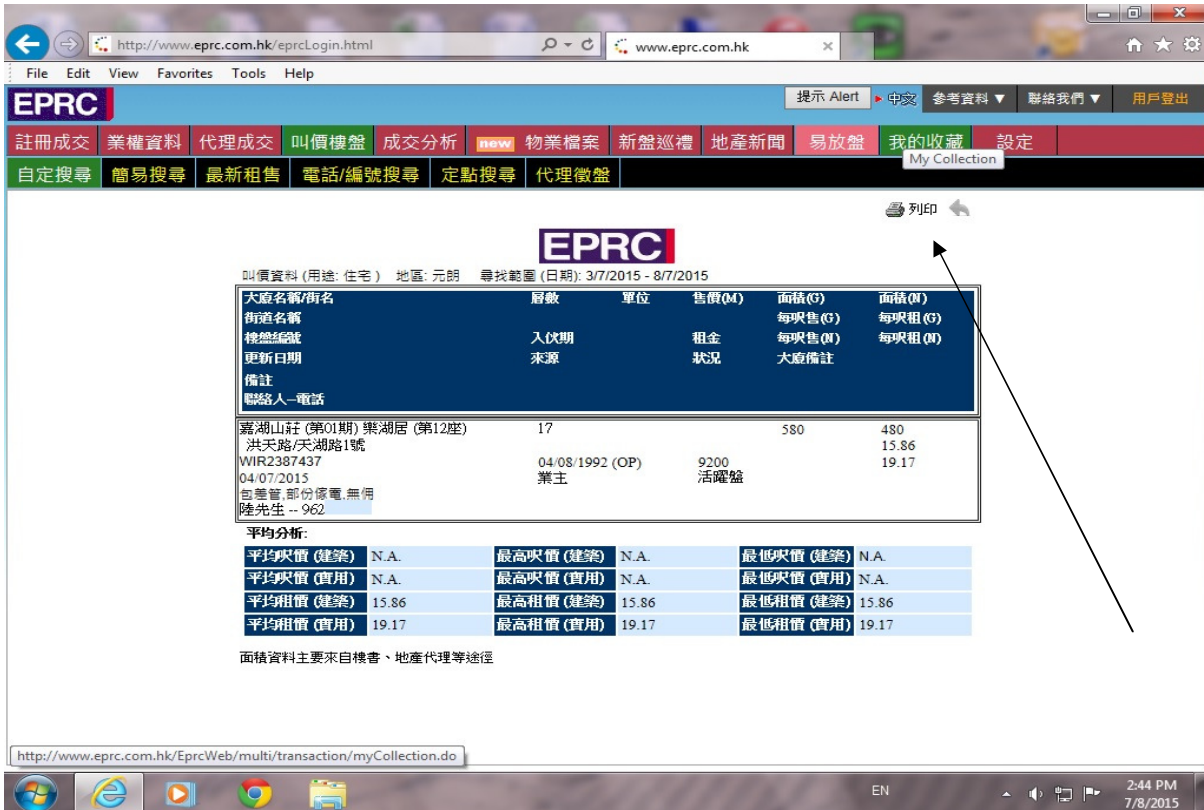 http://www.eprc.com.hk/eprcLogin.html
www.eprc.com.hk
File Edit View Favorites Tools Help
EPRC
提示 Alert
中文 參考資料 ▼ 聯絡我們 ▼ 用戶登出
註冊成交 業權資料 代理成交 叫價樓盤 成交分析 new 物業檔案 新盤巡禮 地產新聞 易放盤 我的收藏 設定
My Collection
自定搜尋 簡易搜尋 最新租售 電話/編號搜尋 定點搜尋 代理徵盤
列印
EPRC
叫價資料 (用途: 住宅 ) 地區: 元朗 尋找範圍 (日期): 3/7/2015 - 8/7/2015
大廈名稱/街名 層數 單位 售價(M) 面積(G) 面積(N)
街道名稱 每呎售(G) 每呎租(G)
樓盤編號 入伙期 租金 每呎售(N) 每呎租(N)
更新日期 來源 狀況 大廈備註
備註
聯絡人–電話
嘉湖山莊 (第01期) 樂湖居 (第12座) 17 580 480
洪天路/天湖路1號 15.86
WIR2387437 04/08/1992 (OP) 9200 19.17
04/07/2015 業主 活躍盤
包差管,部份傢電,無佣
陸先生 -- 962
平均分析:
平均呎價 (建築) N.A. 最高呎價 (建築) N.A. 最低呎價 (建築) N.A.
平均呎價 (實用) N.A. 最高呎價 (實用) N.A. 最低呎價 (實用) N.A.
平均租價 (建築) 15.86 最高租價 (建築) 15.86 最低租價 (建築) 15.86
平均租價 (實用) 19.17 最高租價 (實用) 19.17 最低租價 (實用) 19.17
面積資料主要來自樓書、地產代理等途徑
http://www.eprc.com.hk/EprcWeb/multi/transaction/myCollection.do
EN
2:44 PM
7/8/2015